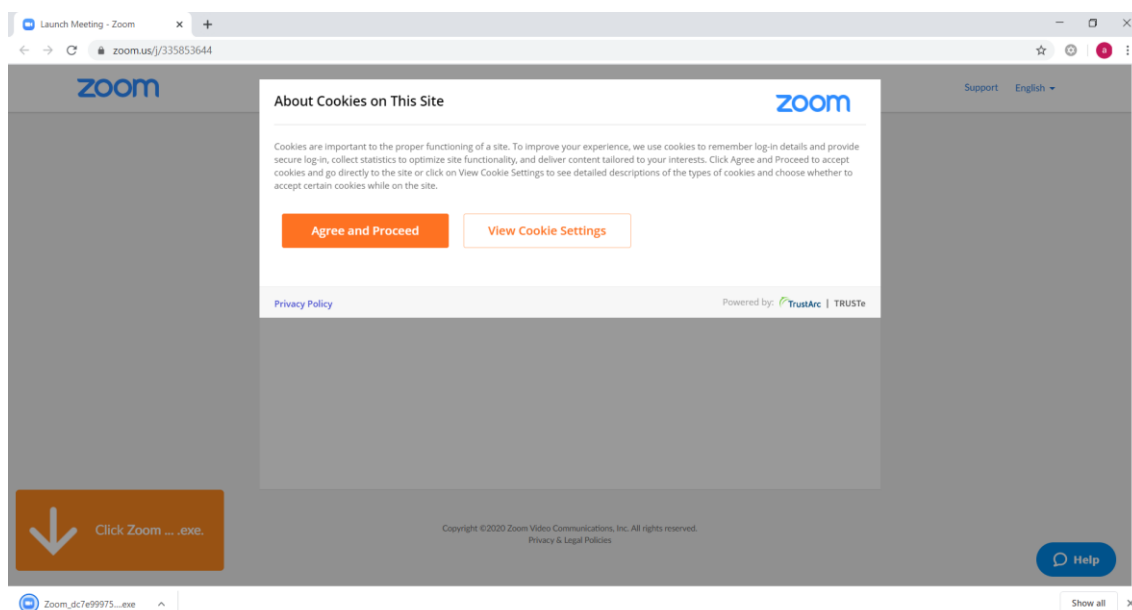 Launch Meeting - Zoom
zoom.us/j/335853644
a
zoom
Support English
About Cookies on This Site
zoom
Cookies are important to the proper functioning of a site. To improve your experience, we use cookies to remember log-in details and provide
secure log-in, collect statistics to optimize site functionality, and deliver content tailored to your interests. Click Agree and Proceed to accept
cookies and go directly to the site or click on View Cookie Settings to see detailed descriptions of the types of cookies and choose whether to
accept certain cookies while on the site.
Agree and Proceed
View Cookie Settings
Privacy Policy
Powered by: TrustArc | TRUSTe
Click Zoom ... .exe.
Copyright ©2020 Zoom Video Communications, Inc. All rights reserved.
Privacy & Legal Policies
Help
Zoom_dc7e99975....exe
Show all